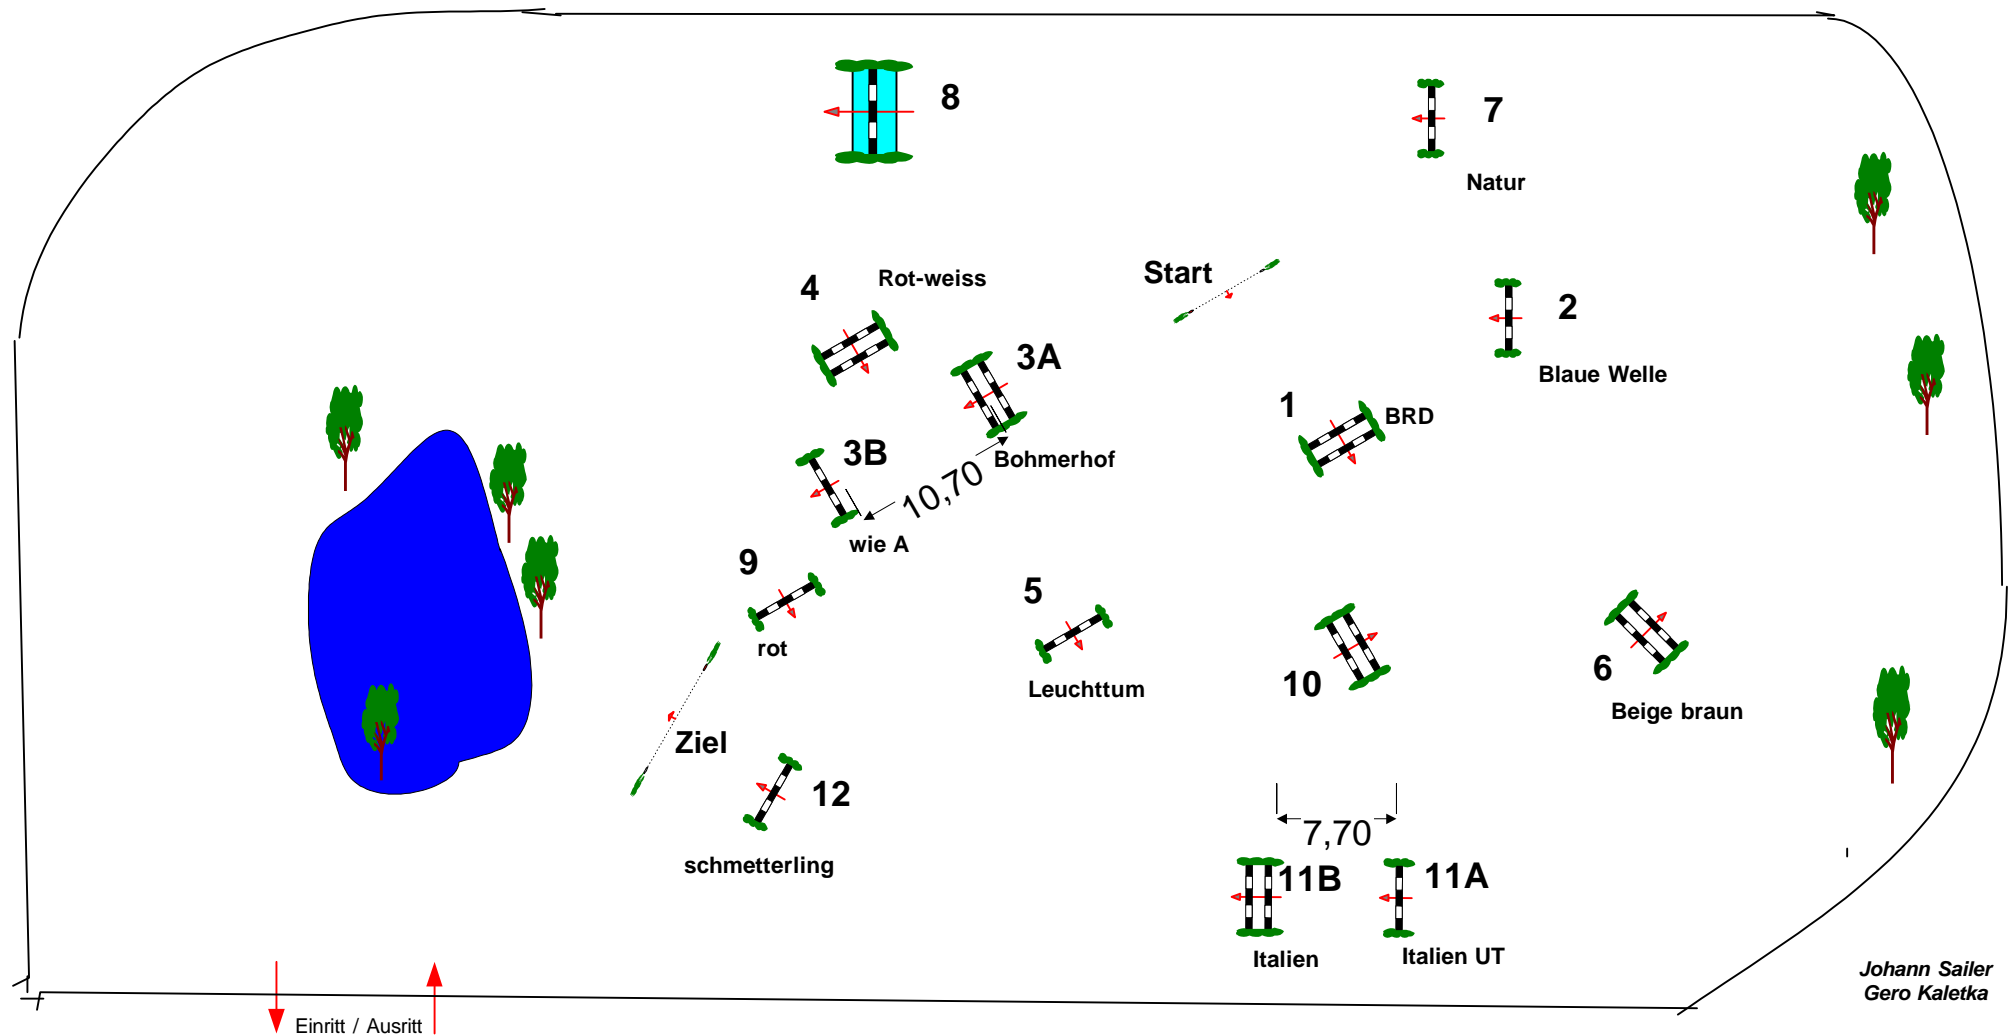 8
7
Natur
Start
Rot-weiss
4
2
Blaue Welle
3A
1
BRD
3B
Bohmerhof
10,70
wie A
9
rot
5
Leuchttum
10
6
Beige braun
Ziel
12
schmetterling
7,70
11B
11A
Italien
Italien UT
Johann Sailer
Gero Kaletka
Einritt / Ausritt